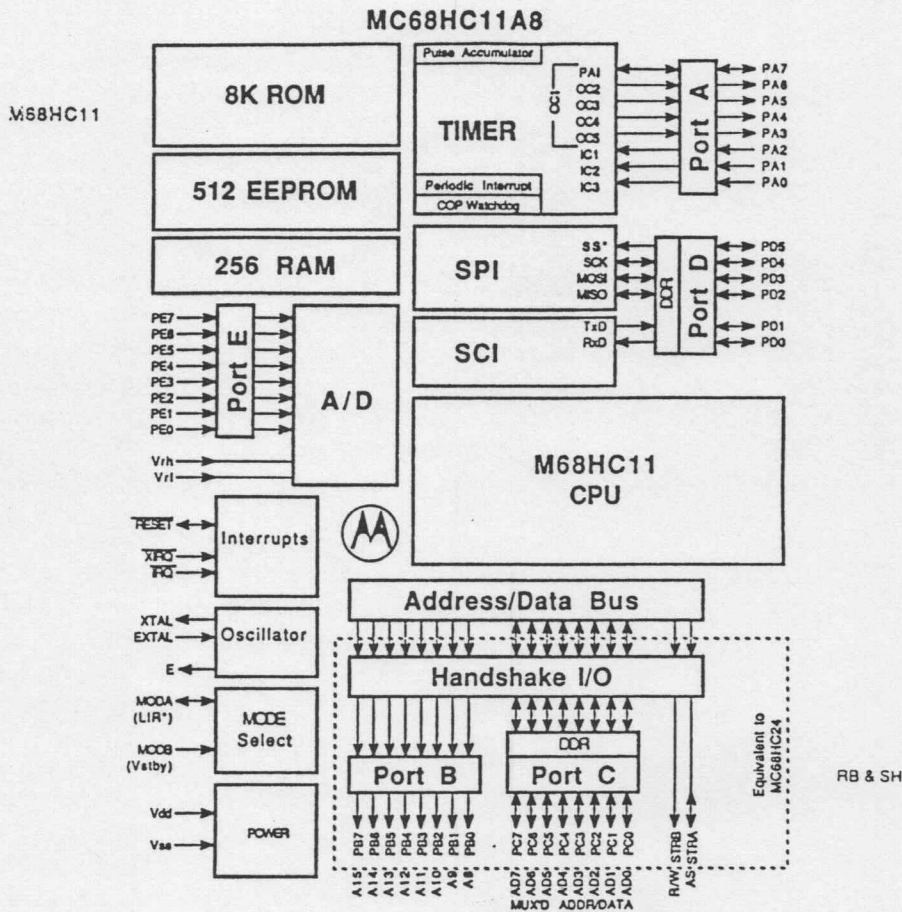 MC68HC11A8
M68HC11
8K ROM
512 EEPROM
256 RAM
Pulse Accumulator
TIMER
Periodic Interrupt
COP Watchdog
OC1
PAI
OC2
OC3
OC4
OC5
IC1
IC2
IC3
Port A
PA7
PA6
PA5
PA4
PA3
PA2
PA1
PA0
SPI
SS*
SCK
MOSI
MISO
SCI
TxD
RxD
DDR
Port D
PD5
PD4
PD3
PD2
PD1
PD0
PE7
PE6
PE5
PE4
PE3
PE2
PE1
PE0
Port E
A/D
Vrh
Vrl
M68HC11
CPU
RESET
XIRQ
IRQ
Interrupts
XTAL
EXTAL
E
Oscillator
MODA
(LIR*)
MODB
(Vstby)
MODE
Select
Vdd
Vss
POWER
Address/Data Bus
Handshake I/O
DDR
Port B
Port C
Equivalent to
MC68HC24
RB & SH
PB7 PB6 PB5 PB4 PB3 PB2 PB1 PB0
PC7 PC6 PC5 PC4 PC3 PC2 PC1 PC0
STRB STRA
A15 A14 A13 A12 A11 A10 A9 A8
AD7 AD6 AD5 AD4 AD3 AD2 AD1 AD0
R/W AS
MUX'D ADDR/DATA